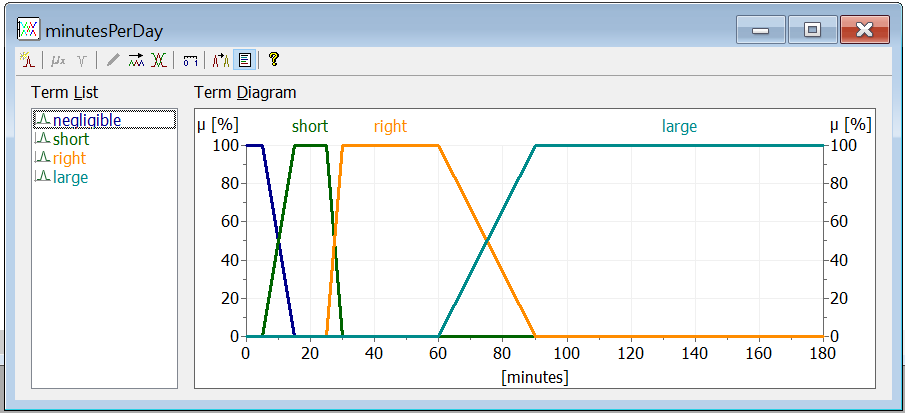 minutesPerDay
μx
?
Term List
Term Diagram
negligible
short
right
large
μ [%]
short
right
large
μ [%]
100
80
60
40
20
0
100
80
60
40
20
0
0
20
40
60
80
100
120
140
160
180
[minutes]